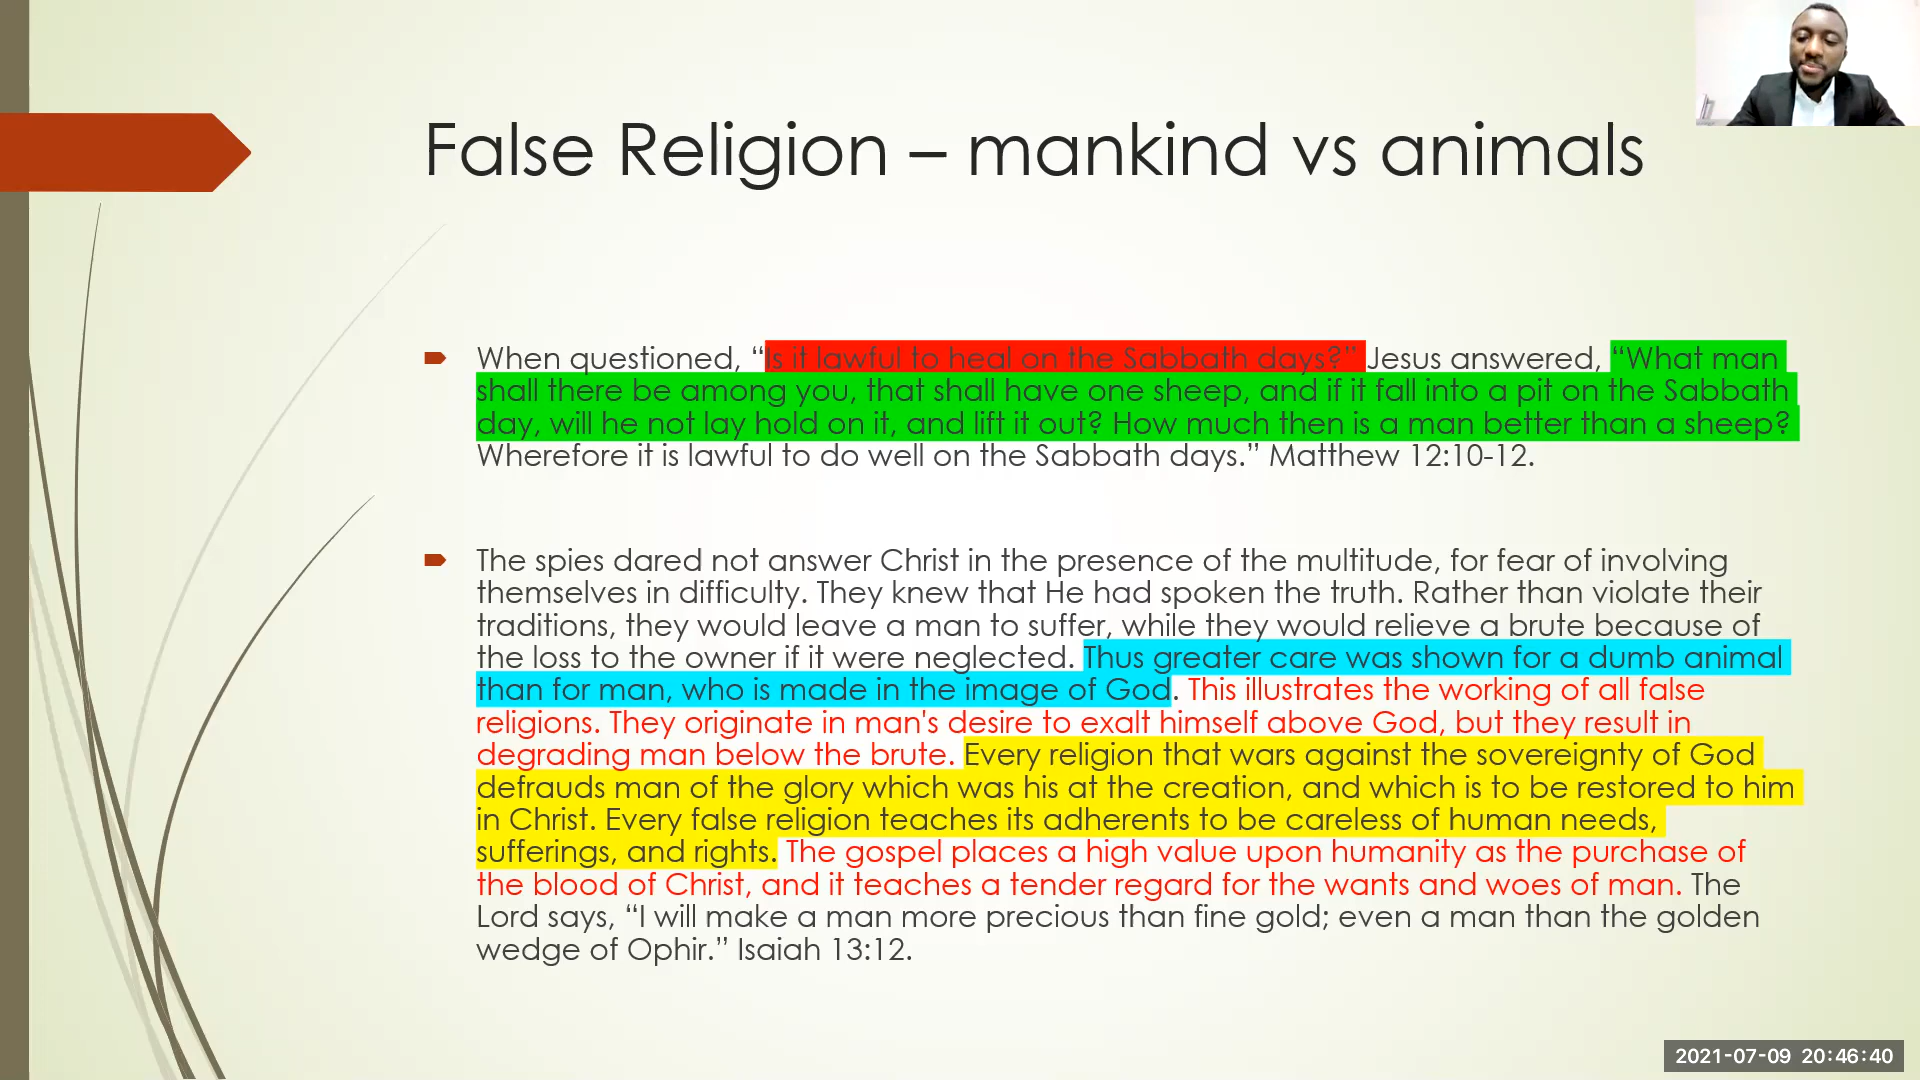 False Religion – mankind vs animals
When questioned, “Is it lawful to heal on the Sabbath days?” Jesus answered, “What man
shall there be among you, that shall have one sheep, and if it fall into a pit on the Sabbath
day, will he not lay hold on it, and lift it out? How much then is a man better than a sheep?
Wherefore it is lawful to do well on the Sabbath days.” Matthew 12:10-12.
The spies dared not answer Christ in the presence of the multitude, for fear of involving
themselves in difficulty. They knew that He had spoken the truth. Rather than violate their
traditions, they would leave a man to suffer, while they would relieve a brute because of
the loss to the owner if it were neglected. Thus greater care was shown for a dumb animal
than for man, who is made in the image of God. This illustrates the working of all false
religions. They originate in man's desire to exalt himself above God, but they result in
degrading man below the brute. Every religion that wars against the sovereignty of God
defrauds man of the glory which was his at the creation, and which is to be restored to him
in Christ. Every false religion teaches its adherents to be careless of human needs,
sufferings, and rights. The gospel places a high value upon humanity as the purchase of
the blood of Christ, and it teaches a tender regard for the wants and woes of man. The
Lord says, “I will make a man more precious than fine gold; even a man than the golden
wedge of Ophir.” Isaiah 13:12.
2021-07-09 20:46:40